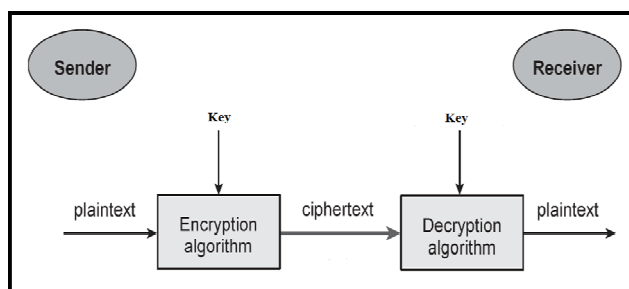 Sender
Receiver
Key
Key
plaintext
Encryption
algorithm
ciphertext
Decryption
algorithm
plaintext